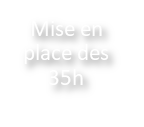 Mise en
place des
35h